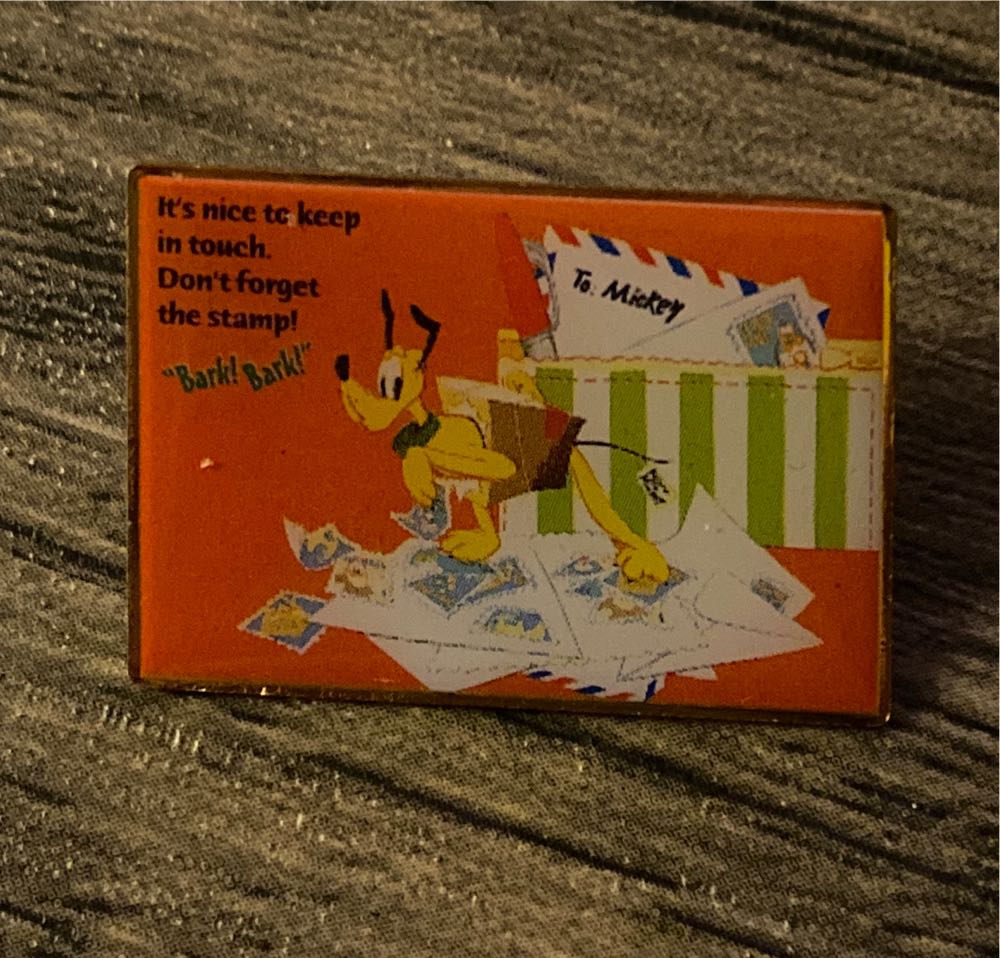 It's nice to keep
in touch.
Don't forget
the stamp!
"Bark! Bark!"
To: Mickey